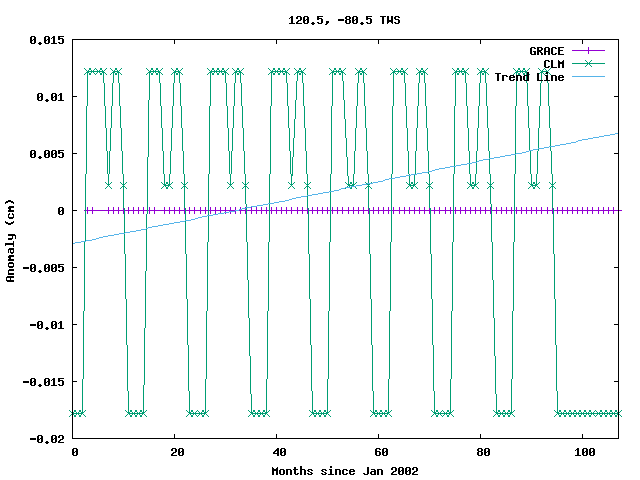 120.5, -80.5 TWS
GRACE
CLM
Trend Line
0.015
0.01
0.005
0
-0.005
-0.01
-0.015
-0.02
Anomaly (cm)
0 20 40 60 80 100
Months since Jan 2002